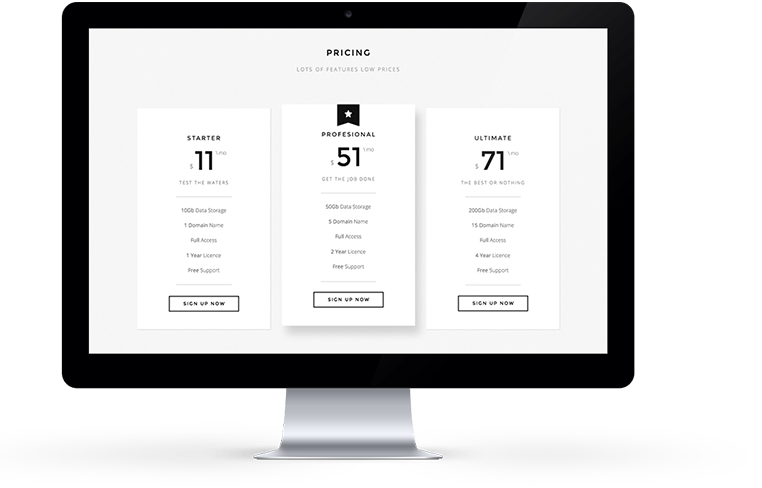 PRICING
LOTS OF FEATURES LOW PRICES
STARTER
$ 11 /mo
TEST THE WATERS
10Gb Data Storage
1 Domain Name
Full Access
1 Year Licence
Free Support
SIGN UP NOW
PROFESIONAL
$ 51 /mo
GET THE JOB DONE
50Gb Data Storage
5 Domain Name
Full Access
2 Year Licence
Free Support
SIGN UP NOW
ULTIMATE
$ 71 /mo
THE BEST OR NOTHING
200Gb Data Storage
15 Domain Name
Full Access
4 Year Licence
Free Support
SIGN UP NOW